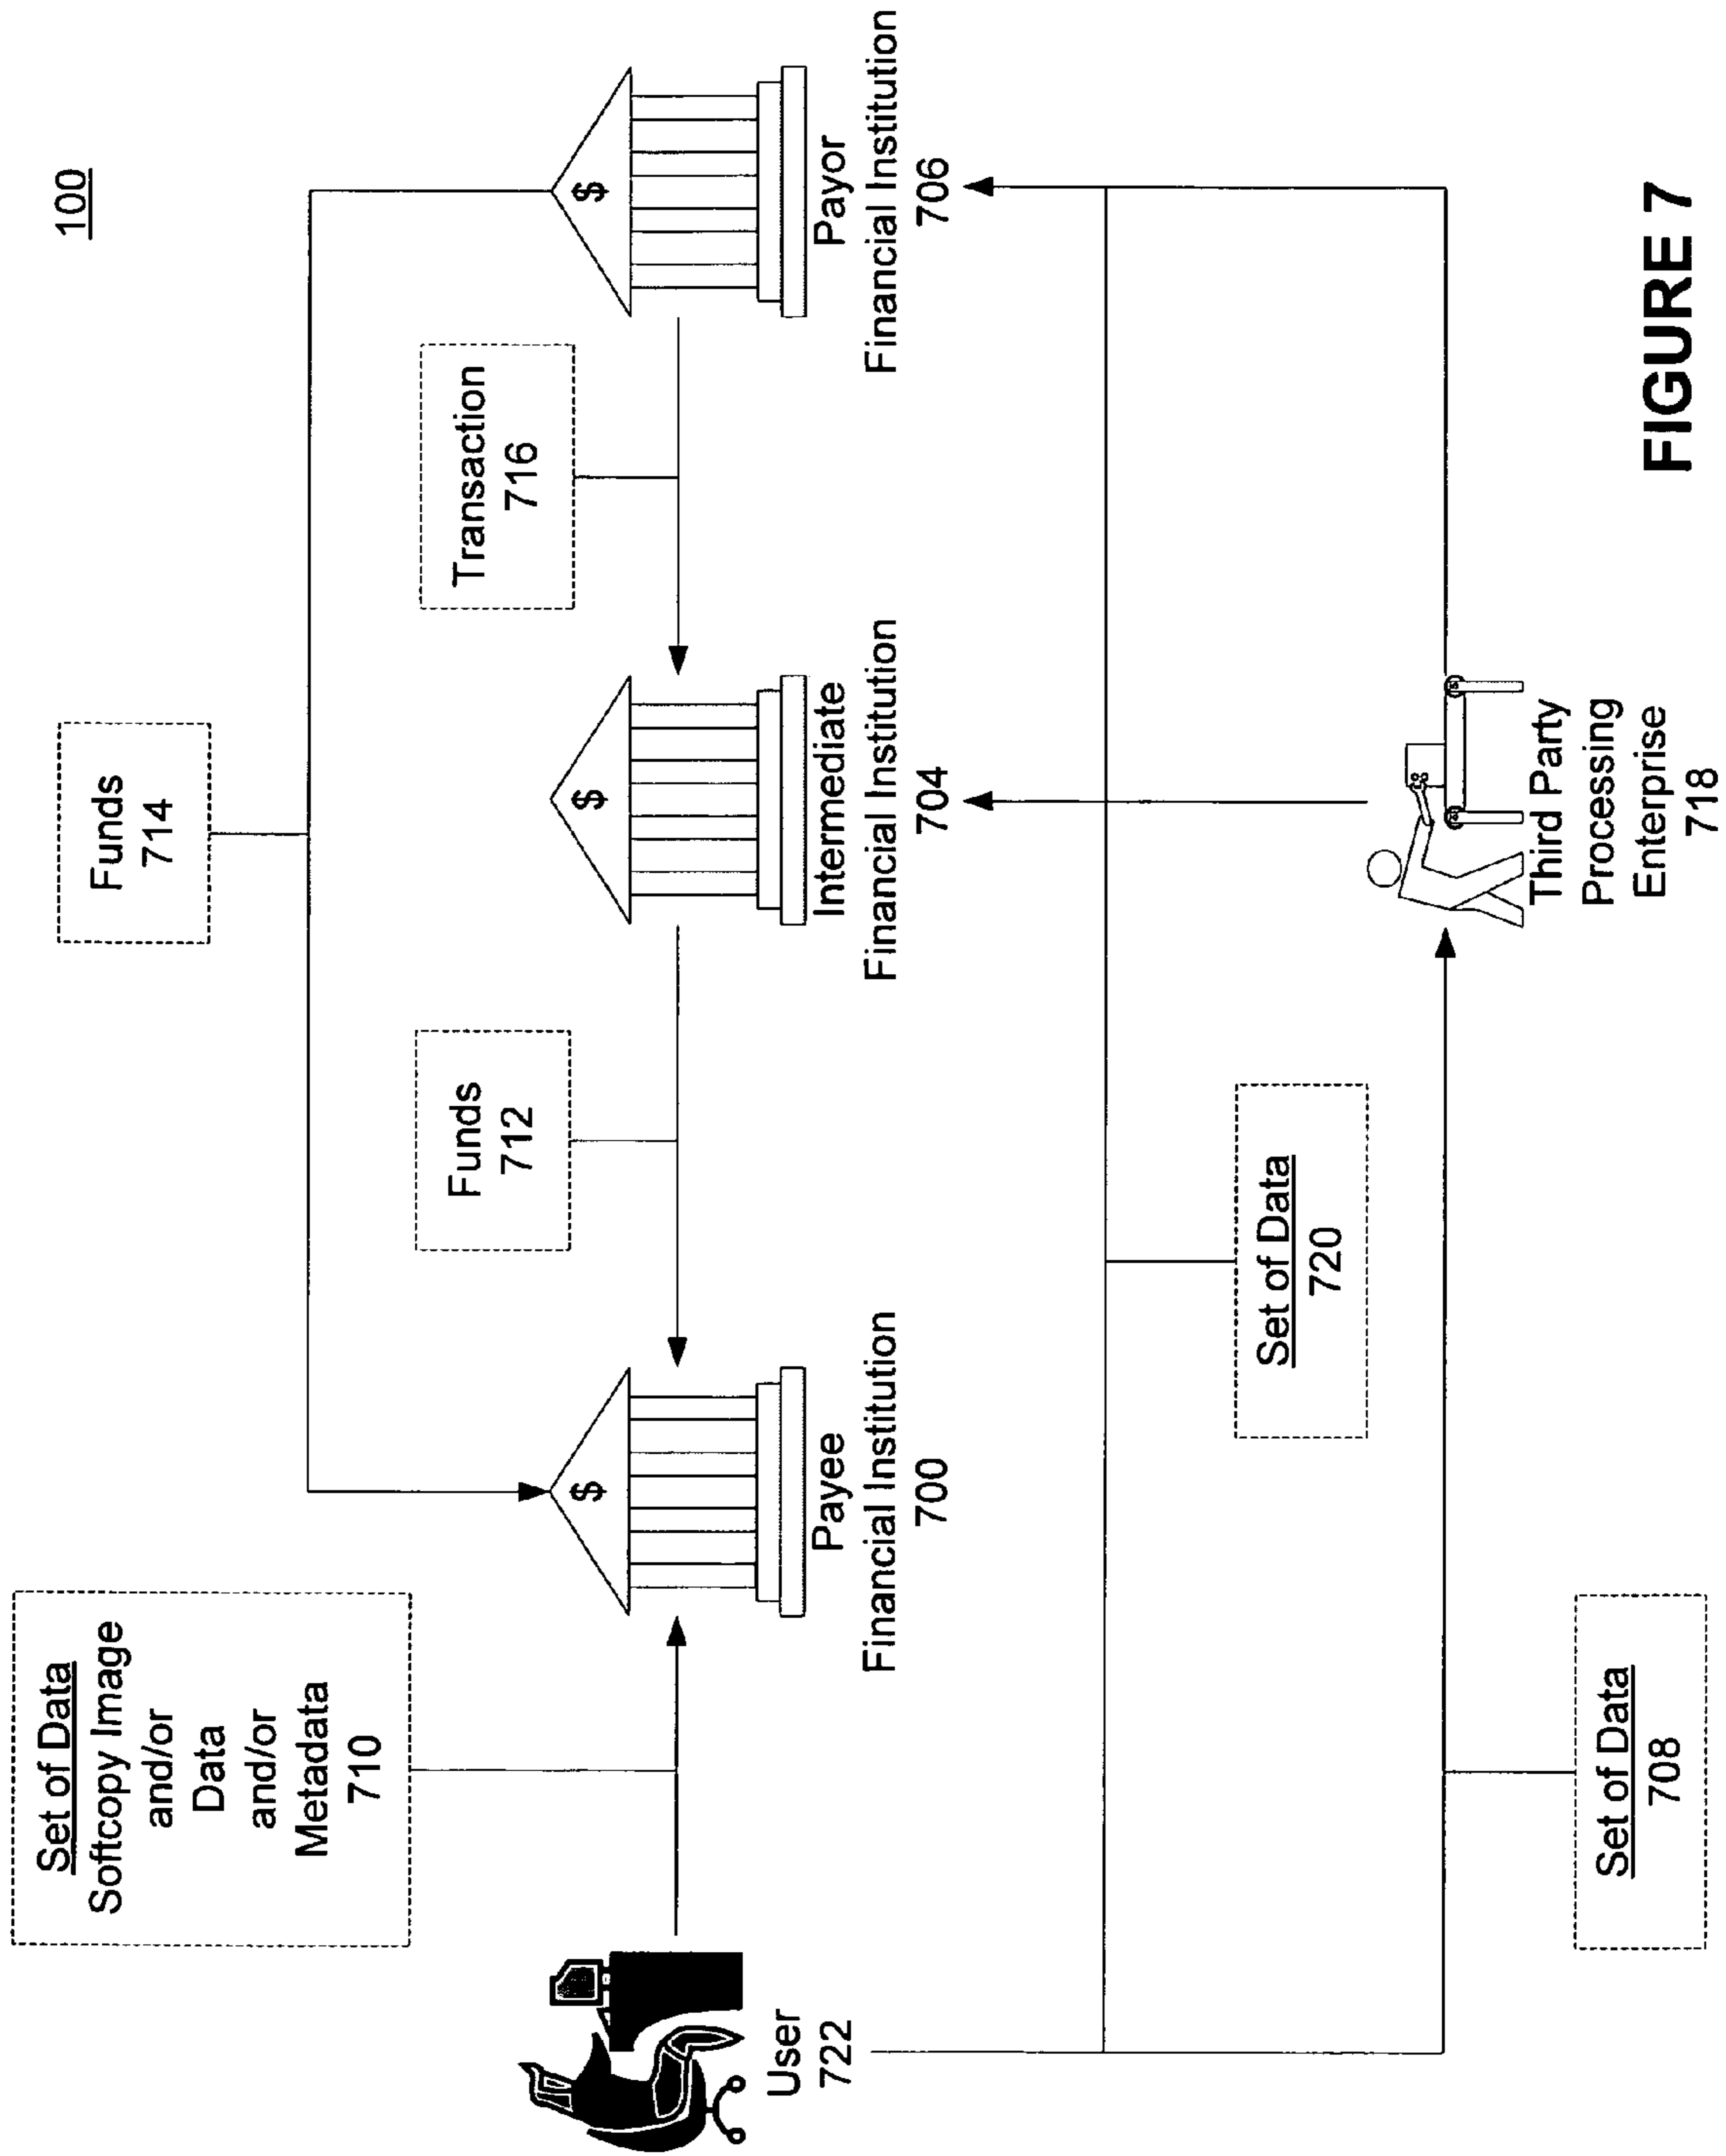 100
Set of Data
Softcopy Image
and/or
Data
and/or
Metadata
710
Funds
714
Funds
712
Transaction
716
$
$
$
User
722
Payee
Financial Institution
700
Intermediate
Financial Institution
704
Payor
Financial Institution
706
Set of Data
720
Set of Data
708
Third Party
Processing
Enterprise
718
FIGURE 7